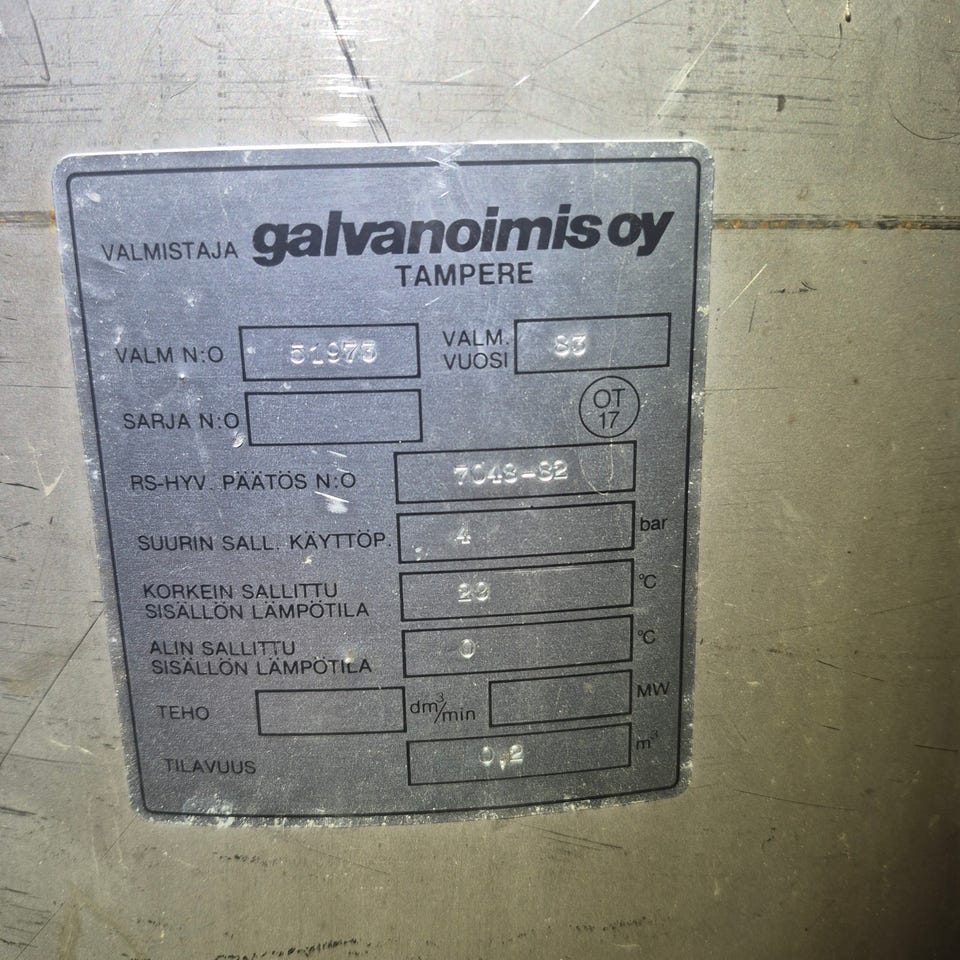 VALMISTAJA galvanoimis oy
TAMPERE
VALM N:O 51973 VALM. VUOSI 83
SARJA N:O
OT 17
RS-HYV. PÄÄTÖS N:O 7048-82
SUURIN SALL. KÄYTTÖP. 4 bar
KORKEIN SALLITTU
SISÄLLÖN LÄMPÖTILA °C
ALIN SALLITTU
SISÄLLÖN LÄMPÖTILA 0 °C
TEHO dm³/min MW
TILAVUUS 0,2 m³